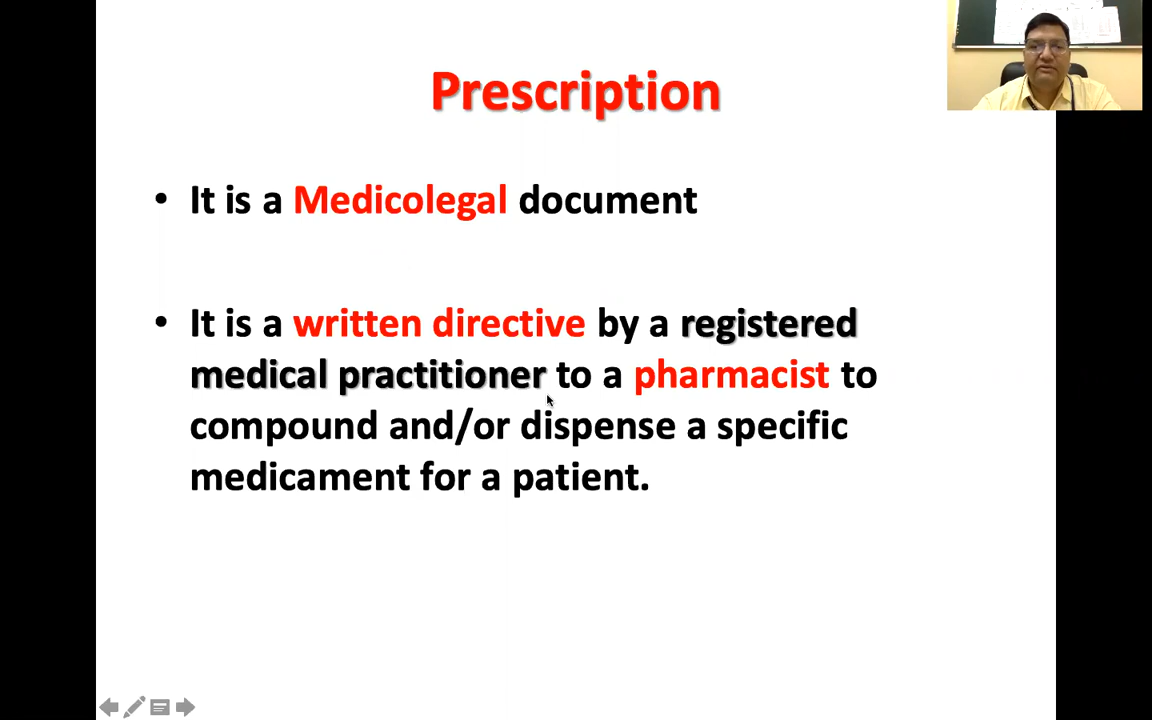 Prescription
• It is a Medicolegal document
• It is a written directive by a registered
medical practitioner to a pharmacist to
compound and/or dispense a specific
medicament for a patient.